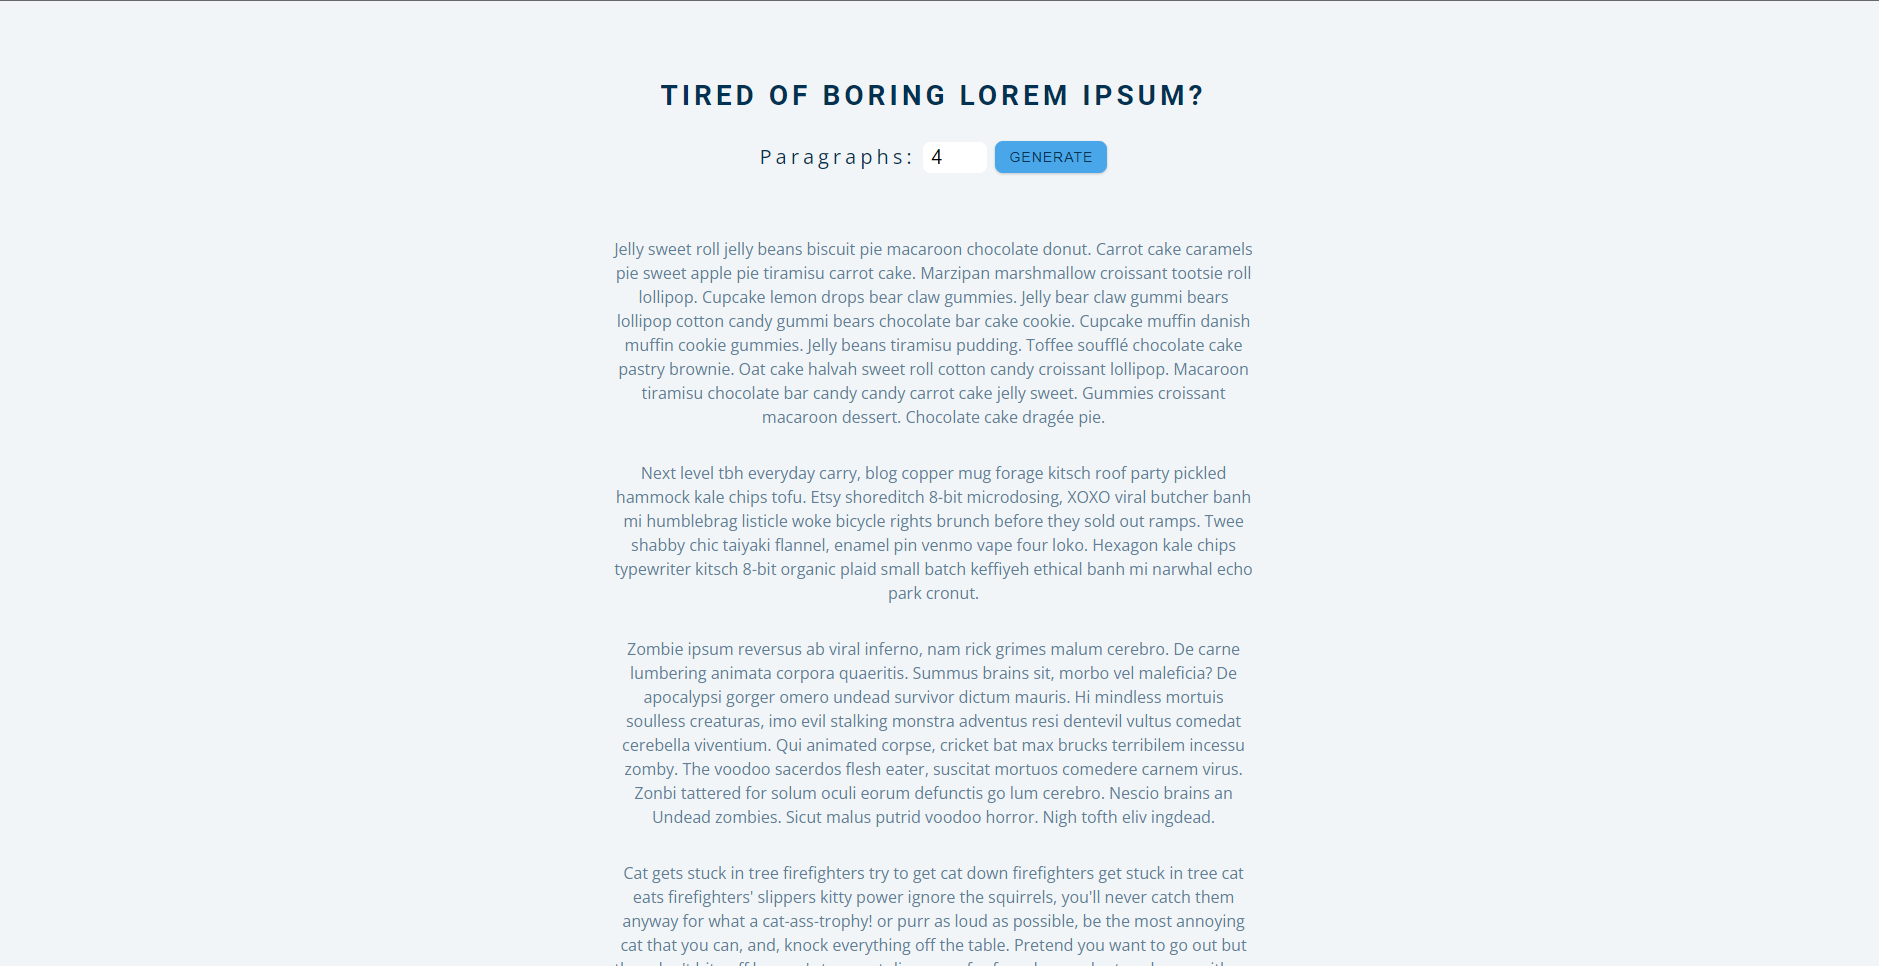 TIRED OF BORING LOREM IPSUM?
Paragraphs: 4 GENERATE
Jelly sweet roll jelly beans biscuit pie macaroon chocolate donut. Carrot cake caramels
pie sweet apple pie tiramisu carrot cake. Marzipan marshmallow croissant tootsie roll
lollipop. Cupcake lemon drops bear claw gummies. Jelly bear claw gummi bears
lollipop cotton candy gummi bears chocolate bar cake cookie. Cupcake muffin danish
muffin cookie gummies. Jelly beans tiramisu pudding. Toffee soufflé chocolate cake
pastry brownie. Oat cake halvah sweet roll cotton candy croissant lollipop. Macaroon
tiramisu chocolate bar candy candy carrot cake jelly sweet. Gummies croissant
macaroon dessert. Chocolate cake dragée pie.
Next level tbh everyday carry, blog copper mug forage kitsch roof party pickled
hammock kale chips tofu. Etsy shoreditch 8-bit microdosing, XOXO viral butcher banh
mi humblebrag listicle woke bicycle rights brunch before they sold out ramps. Twee
shabby chic taiyaki flannel, enamel pin venmo vape four loko. Hexagon kale chips
typewriter kitsch 8-bit organic plaid small batch keffiyeh ethical banh mi narwhal echo
park cronut.
Zombie ipsum reversus ab viral inferno, nam rick grimes malum cerebro. De carne
lumbering animata corpora quaeritis. Summus brains sit, morbo vel maleficia? De
apocalypsi gorger omero undead survivor dictum mauris. Hi mindless mortuis
soulless creaturas, imo evil stalking monstra adventus resi dentevil vultus comedat
cerebella viventium. Qui animated corpse, cricket bat max brucks terribilem incessu
zomby. The voodoo sacerdos flesh eater, suscitat mortuos comedere carnem virus.
Zonbi tattered for solum oculi eorum defunctis go lum cerebro. Nescio brains an
Undead zombies. Sicut malus putrid voodoo horror. Nigh tofth eliv ingdead.
Cat gets stuck in tree firefighters try to get cat down firefighters get stuck in tree cat
eats firefighters' slippers kitty power ignore the squirrels, you'll never catch them
anyway for what a cat-ass-trophy! or purr as loud as possible, be the most annoying
cat that you can, and, knock everything off the table. Pretend you want to go out but